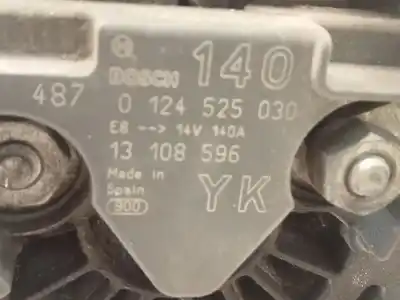 140
BOSCH
487
0 124 525 030
E8 --> 14V 140A
13 108 596
Made in
Spain
YK
900